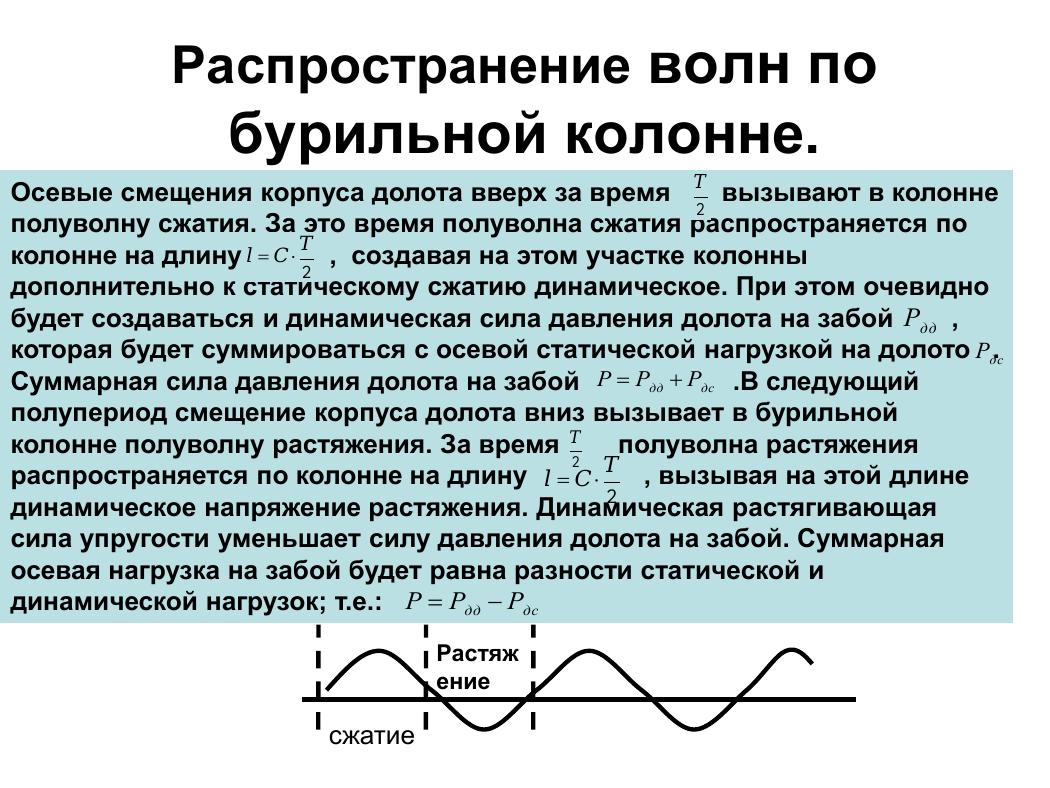 Распространение волн по
бурильной колонне.
Осевые смещения корпуса долота вверх за время T/2 вызывают в колонне
полуволну сжатия. За это время полуволна сжатия распространяется по
колонне на длину l = C · T/2 , создавая на этом участке колонны
дополнительно к статическому сжатию динамическое. При этом очевидно
будет создаваться и динамическая сила давления долота на забой Pдд ,
которая будет суммироваться с осевой статической нагрузкой на долото Pдс.
Суммарная сила давления долота на забой P = Pдд + Pдс .В следующий
полупериод смещение корпуса долота вниз вызывает в бурильной
колонне полуволну растяжения. За время T/2 полуволна растяжения
распространяется по колонне на длину l = C · T/2 , вызывая на этой длине
динамическое напряжение растяжения. Динамическая растягивающая
сила упругости уменьшает силу давления долота на забой. Суммарная
осевая нагрузка на забой будет равна разности статической и
динамической нагрузок; т.е.: P = Pдд − Pдс
Растяж
ение
сжатие